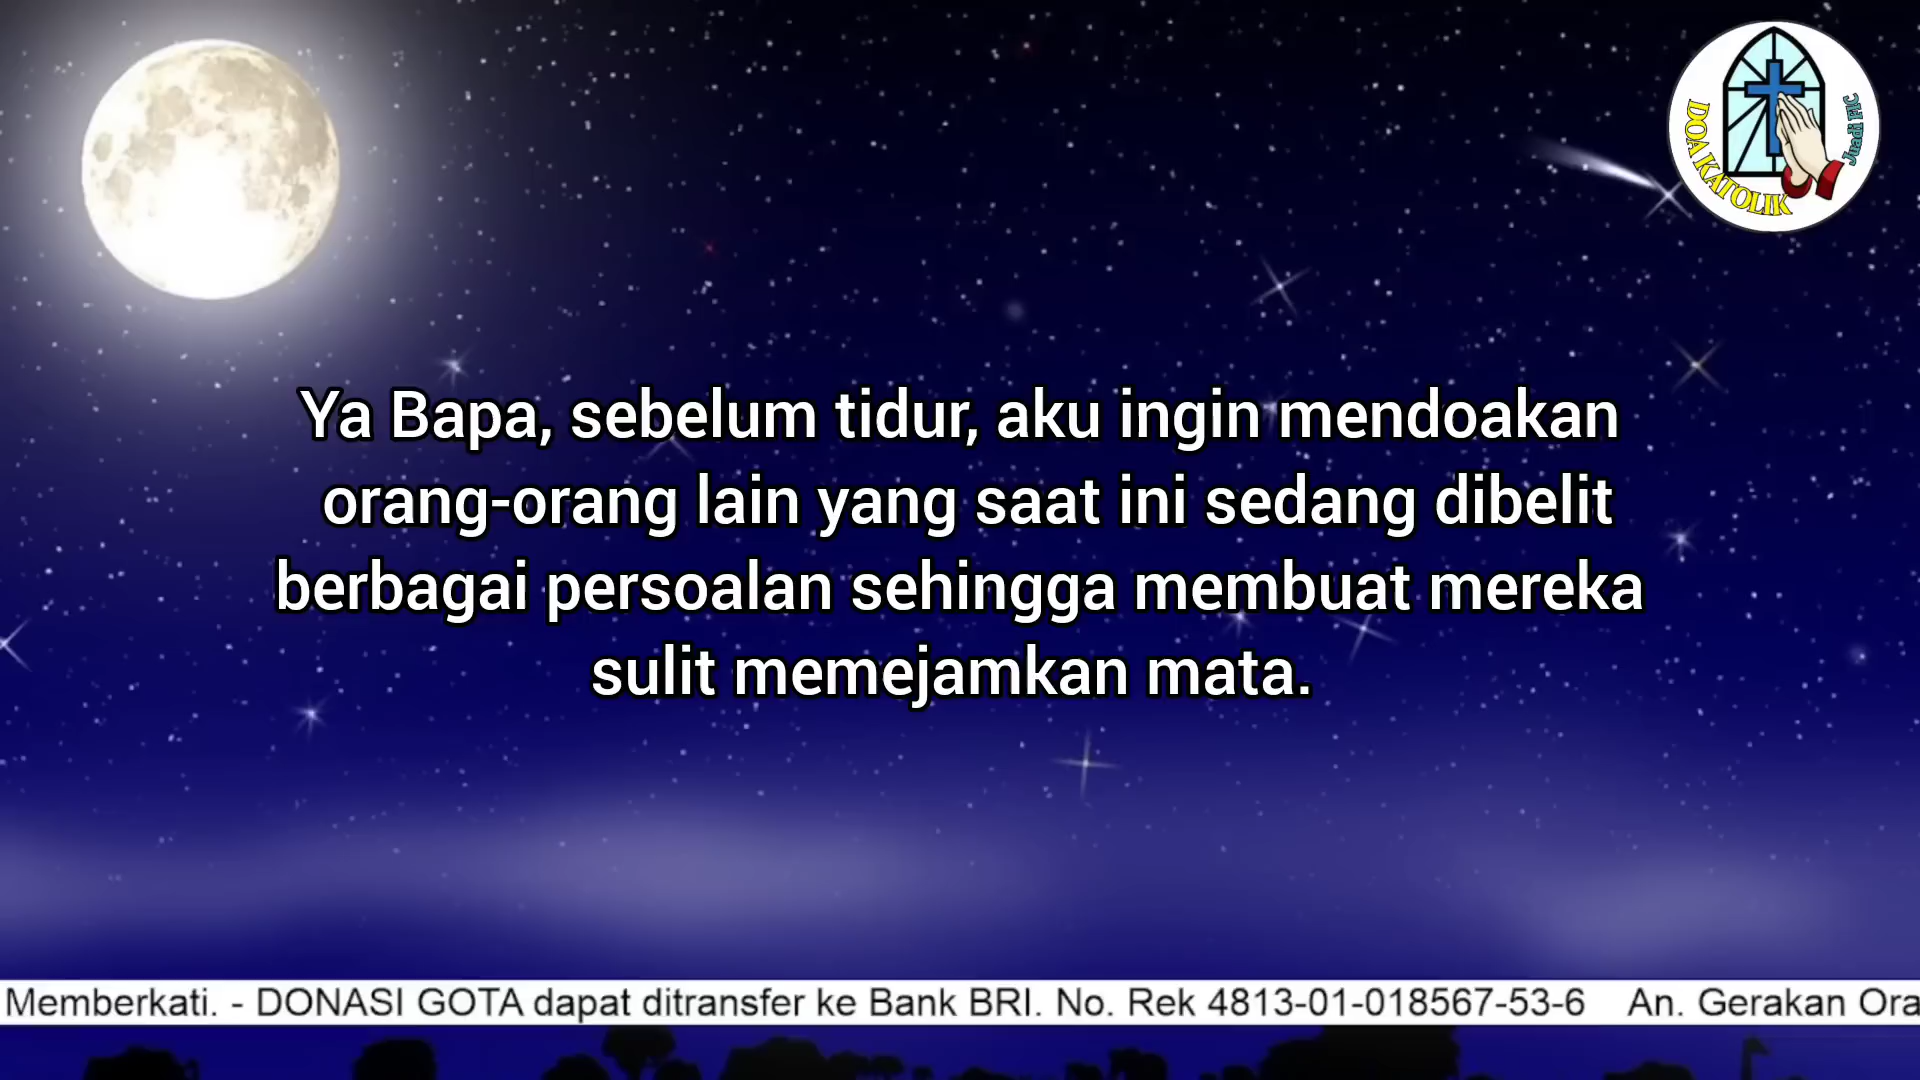 DOA KATOLIK
Juadi FIC
Ya Bapa, sebelum tidur, aku ingin mendoakan
orang-orang lain yang saat ini sedang dibelit
berbagai persoalan sehingga membuat mereka
sulit memejamkan mata.
Memberkati. - DONASI GOTA dapat ditransfer ke Bank BRI. No. Rek 4813-01-018567-53-6 An. Gerakan Ora